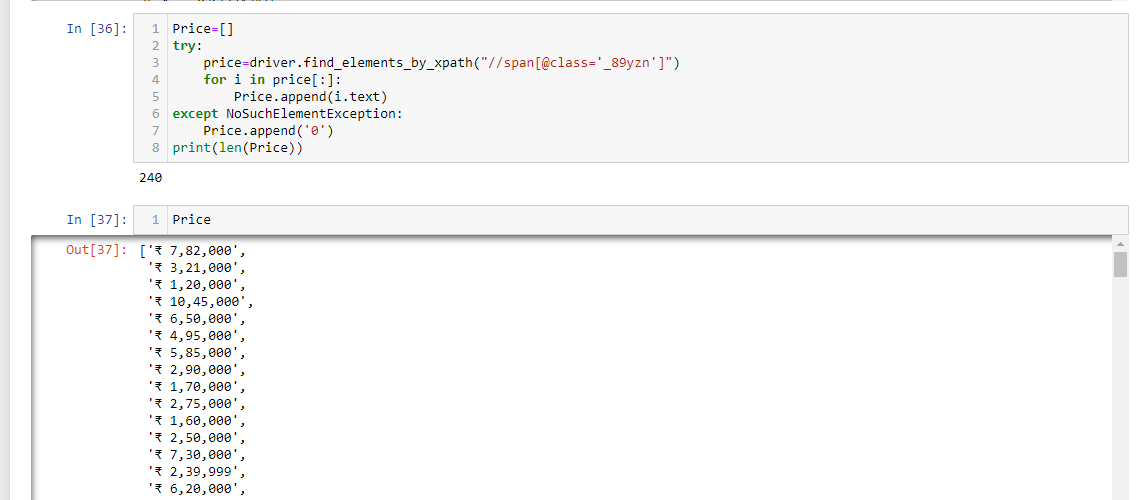 In [36]:
1 Price=[]
2 try:
3     price=driver.find_elements_by_xpath("//span[@class='_89yzn']")
4     for i in price[:]:
5         Price.append(i.text)
6 except NoSuchElementException:
7     Price.append('0')
8 print(len(Price))
240
In [37]:
1 Price
Out[37]: ['₹ 7,82,000',
'₹ 3,21,000',
'₹ 1,20,000',
'₹ 10,45,000',
'₹ 6,50,000',
'₹ 4,95,000',
'₹ 5,85,000',
'₹ 2,90,000',
'₹ 1,70,000',
'₹ 2,75,000',
'₹ 1,60,000',
'₹ 2,50,000',
'₹ 7,30,000',
'₹ 2,39,999',
'₹ 6,20,000',